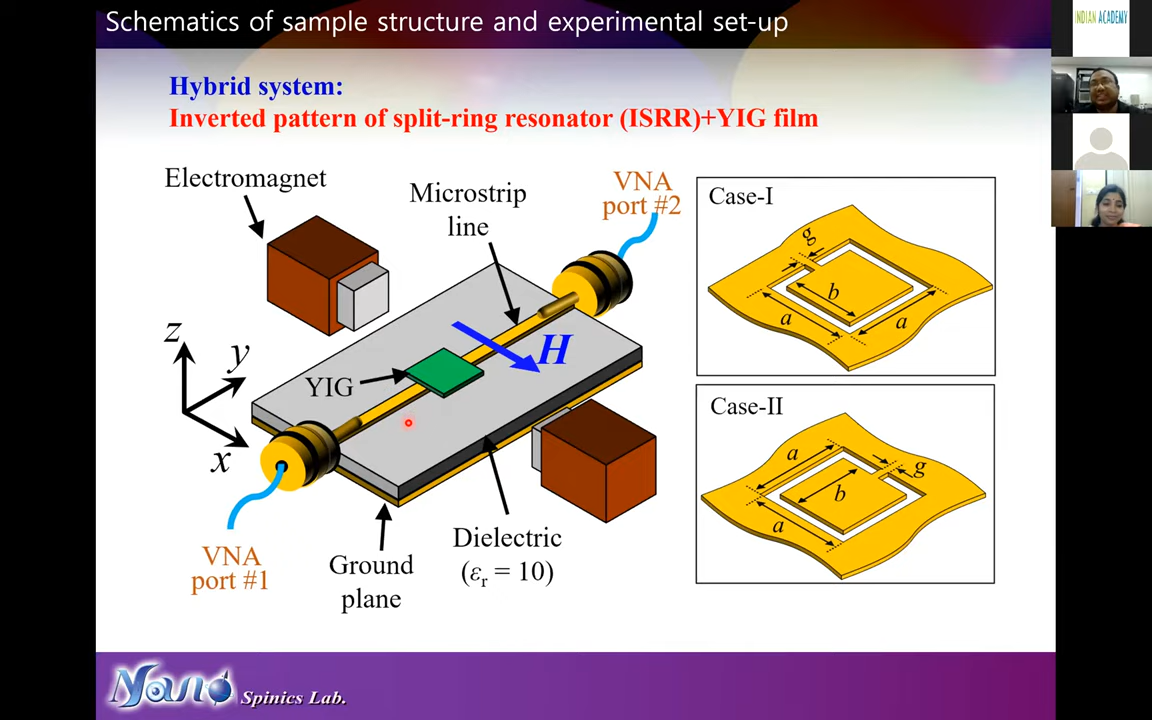 Schematics of sample structure and experimental set-up
INDIAN ACADEMY
Hybrid system:
Inverted pattern of split-ring resonator (ISRR)+YIG film
Electromagnet
Microstrip
line
VNA
port #2
H
YIG
z
y
x
VNA
port #1
Ground
plane
Dielectric
(εr = 10)
Case-I
g
b
a
a
Case-II
a
g
b
a
Nano Spinics Lab.